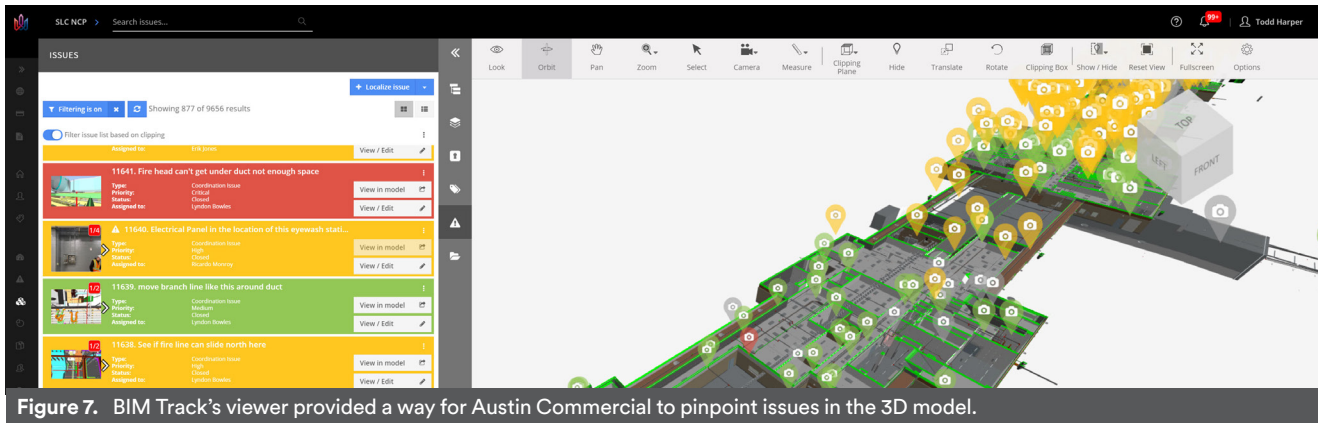 SLC NCP >
Search issues...
99+
Todd Harper
ISSUES
Look
Orbit
Pan
Zoom
Select
Camera
Measure
Clipping Plane
Hide
Translate
Rotate
Clipping Box
Show / Hide
Reset View
Fullscreen
Options
+ Localize issue
Filtering is on
Showing 877 of 9656 results
Filter issue list based on clipping
Assigned to: Erik Jones
View / Edit
11641. Fire head can't get under duct not enough space
Type: Coordination Issue
Priority: Critical
Status: Closed
Assigned to: Lyndon Bowles
View in model
View / Edit
1/4
11640. Electrical Panel in the location of this eyewash stati...
Type: Coordination Issue
Priority: High
Status: Closed
Assigned to: Ricardo Monroy
View in model
View / Edit
1/2
11639. move branch line like this around duct
Type: Coordination Issue
Priority: Medium
Status: Closed
Assigned to: Lyndon Bowles
View in model
View / Edit
1/2
11638. See if fire line can slide north here
Type: Coordination Issue
Priority: High
Status: Closed
Assigned to: Lyndon Bowles
View in model
View / Edit
TOP
LEFT
FRONT
Figure 7. BIM Track's viewer provided a way for Austin Commercial to pinpoint issues in the 3D model.